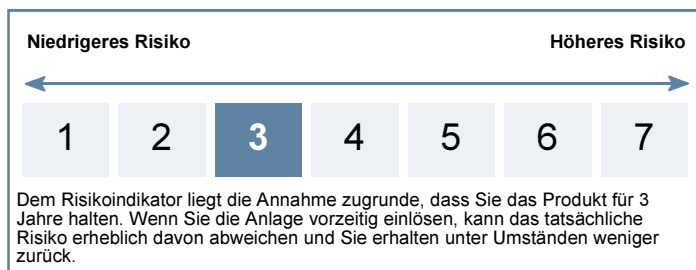 Niedrigeres Risiko Höheres Risiko
1 2 3 4 5 6 7
Dem Risikoindikator liegt die Annahme zugrunde, dass Sie das Produkt für 3
Jahre halten. Wenn Sie die Anlage vorzeitig einlösen, kann das tatsächliche
Risiko erheblich davon abweichen und Sie erhalten unter Umständen weniger
zurück.